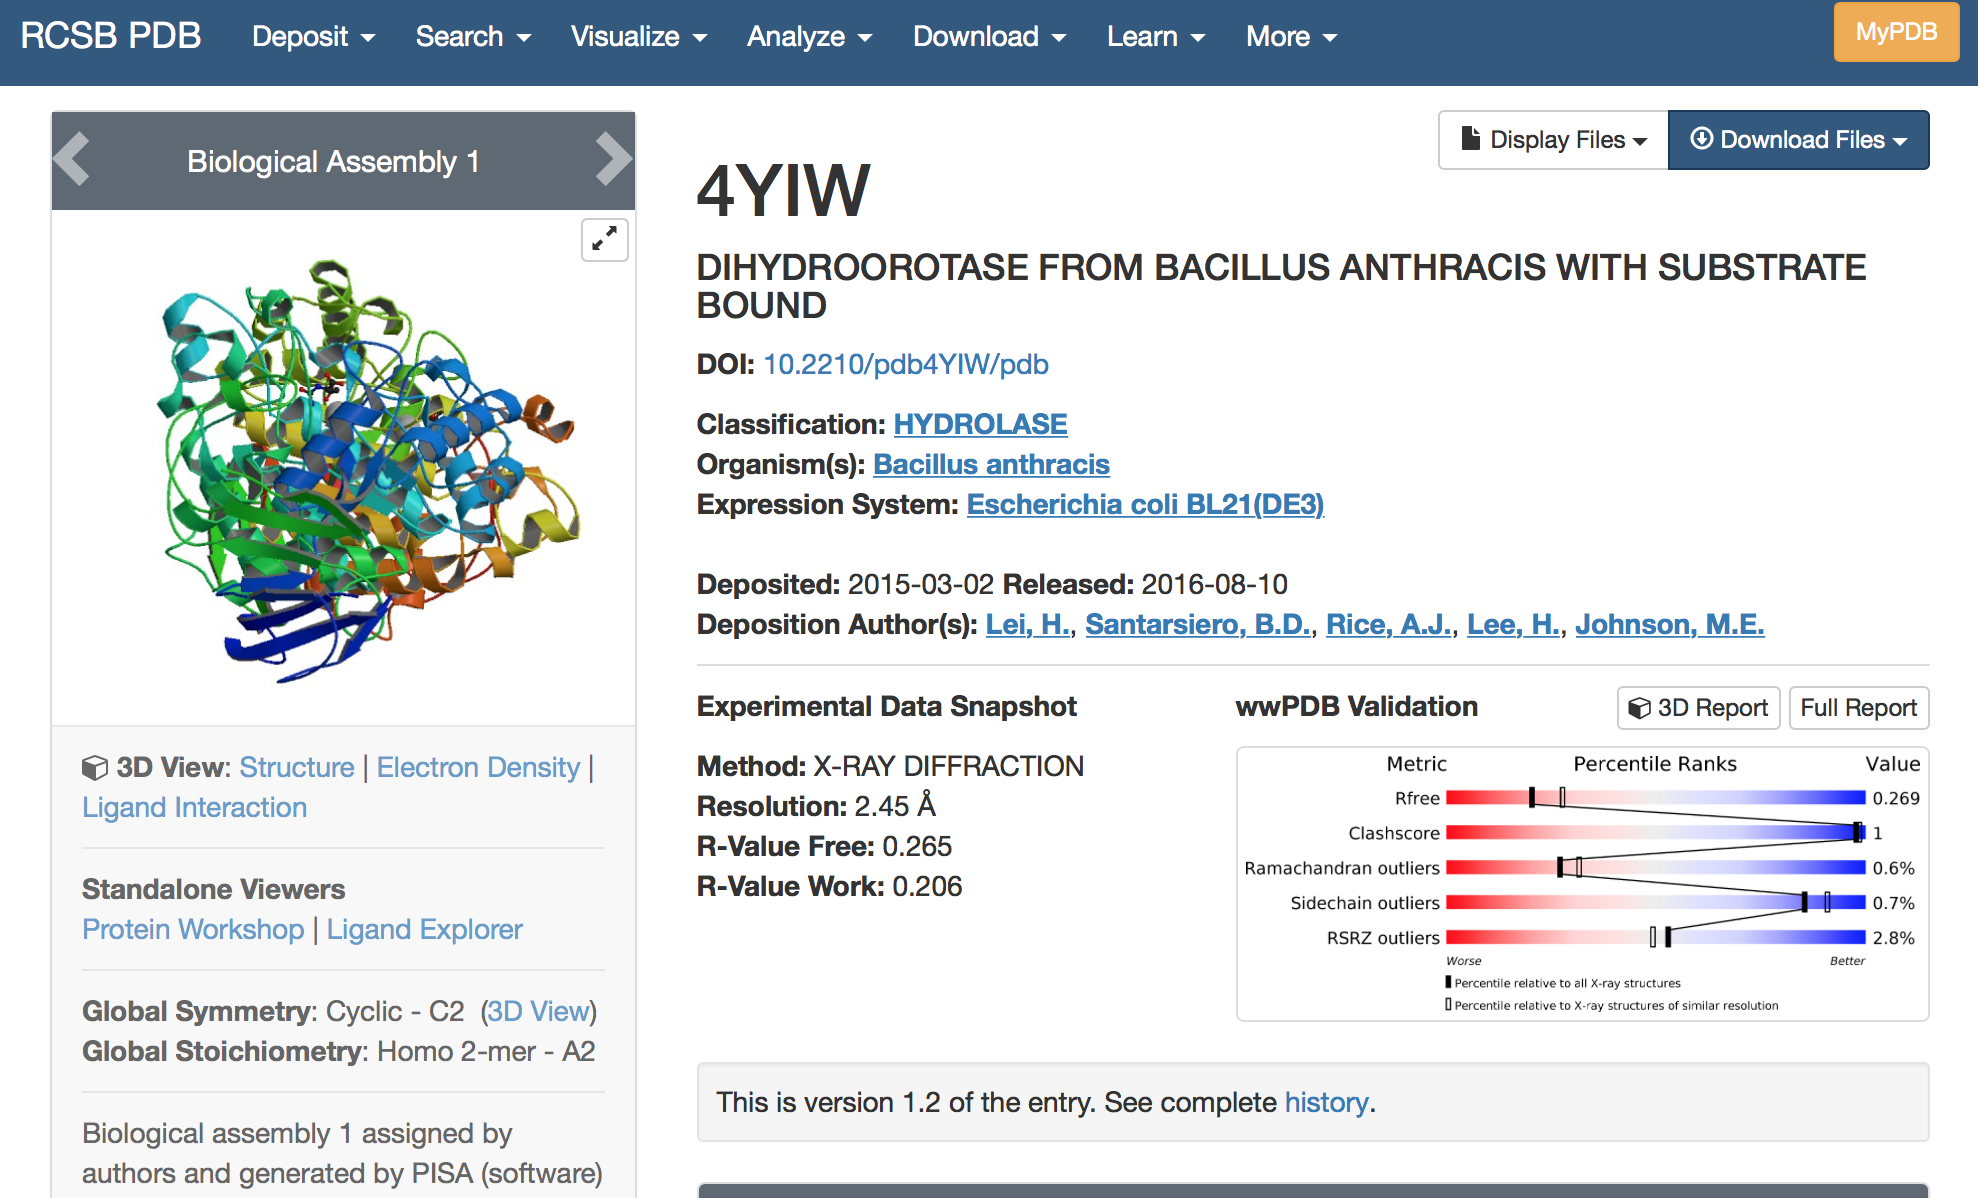 RCSB PDB Deposit Search Visualize Analyze Download Learn More MyPDB
Biological Assembly 1
3D View: Structure | Electron Density |
Ligand Interaction
Standalone Viewers
Protein Workshop | Ligand Explorer
Global Symmetry: Cyclic - C2 (3D View)
Global Stoichiometry: Homo 2-mer - A2
Biological assembly 1 assigned by
authors and generated by PISA (software)
Display Files Download Files
4YIW
DIHYDROOROTASE FROM BACILLUS ANTHRACIS WITH SUBSTRATE
BOUND
DOI: 10.2210/pdb4YIW/pdb
Classification: HYDROLASE
Organism(s): Bacillus anthracis
Expression System: Escherichia coli BL21(DE3)
Deposited: 2015-03-02 Released: 2016-08-10
Deposition Author(s): Lei, H., Santarsiero, B.D., Rice, A.J., Lee, H., Johnson, M.E.
Experimental Data Snapshot
Method: X-RAY DIFFRACTION
Resolution: 2.45 Å
R-Value Free: 0.265
R-Value Work: 0.206
wwPDB Validation 3D Report Full Report
Metric Percentile Ranks Value
Rfree 0.269
Clashscore 1
Ramachandran outliers 0.6%
Sidechain outliers 0.7%
RSRZ outliers 2.8%
Worse Better
Percentile relative to all X-ray structures
Percentile relative to X-ray structures of similar resolution
This is version 1.2 of the entry. See complete history.